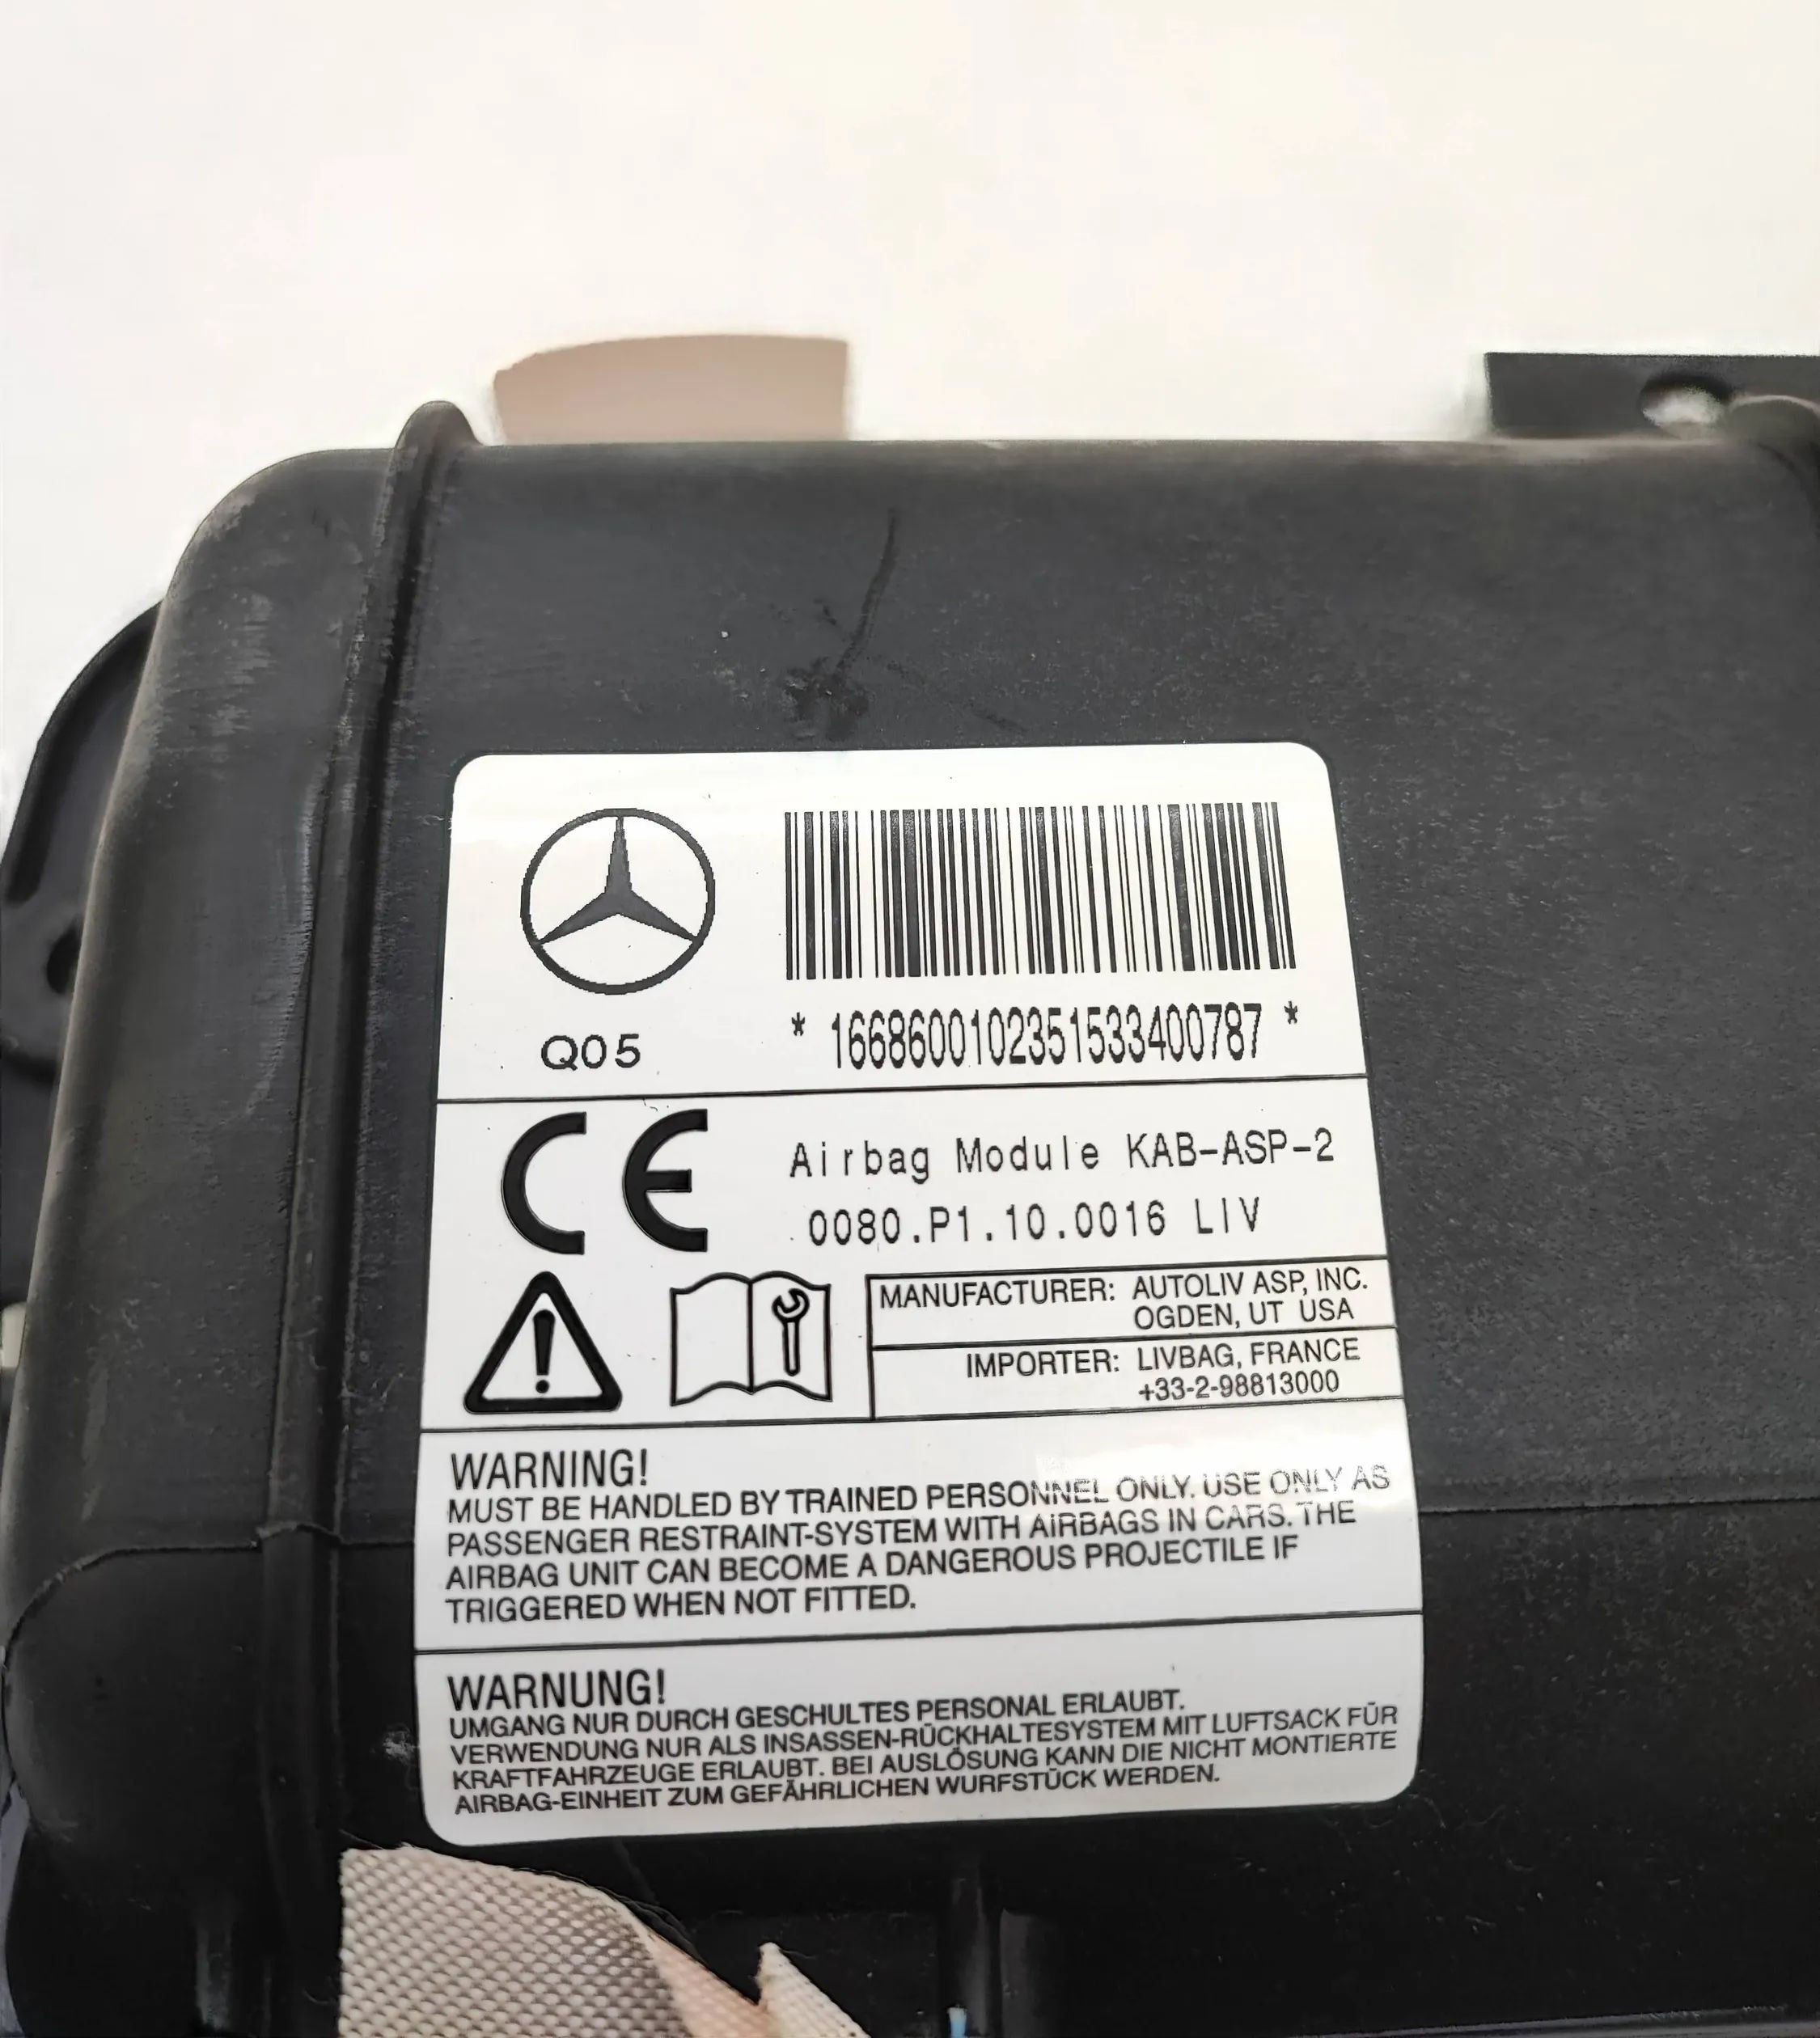 * 1668600102351533400787 *
Q05
CE
Airbag Module KAB-ASP-2
0080.P1.10.0016 LIV
MANUFACTURER: AUTOLIV ASP, INC.
OGDEN, UT USA
IMPORTER: LIVBAG, FRANCE
+33-2-98813000
WARNING!
MUST BE HANDLED BY TRAINED PERSONNEL ONLY. USE ONLY AS
PASSENGER RESTRAINT-SYSTEM WITH AIRBAGS IN CARS. THE
AIRBAG UNIT CAN BECOME A DANGEROUS PROJECTILE IF
TRIGGERED WHEN NOT FITTED.
WARNUNG!
UMGANG NUR DURCH GESCHULTES PERSONAL ERLAUBT.
VERWENDUNG NUR ALS INSASSEN-RÜCKHALTESYSTEM MIT LUFTSACK FÜR
KRAFTFAHRZEUGE ERLAUBT. BEI AUSLÖSUNG KANN DIE NICHT MONTIERTE
AIRBAG-EINHEIT ZUM GEFÄHRLICHEN WURFSTÜCK WERDEN.